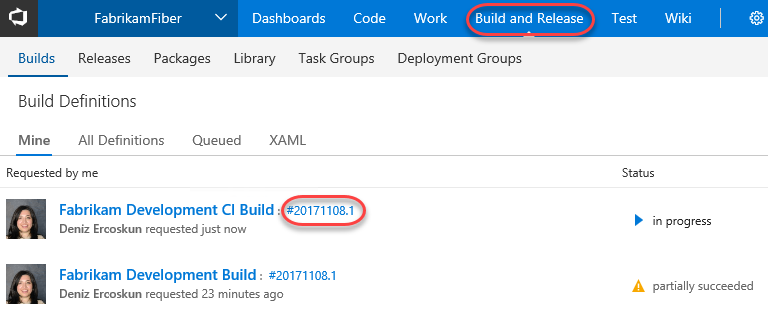 FabrikamFiber Dashboards Code Work Build and Release Test Wiki
Builds Releases Packages Library Task Groups Deployment Groups
Build Definitions
Mine All Definitions Queued XAML
Requested by me Status
Fabrikam Development CI Build : #20171108.1
in progress
Deniz Ercoskun requested just now
Fabrikam Development Build : #20171108.1
partially succeeded
Deniz Ercoskun requested 23 minutes ago